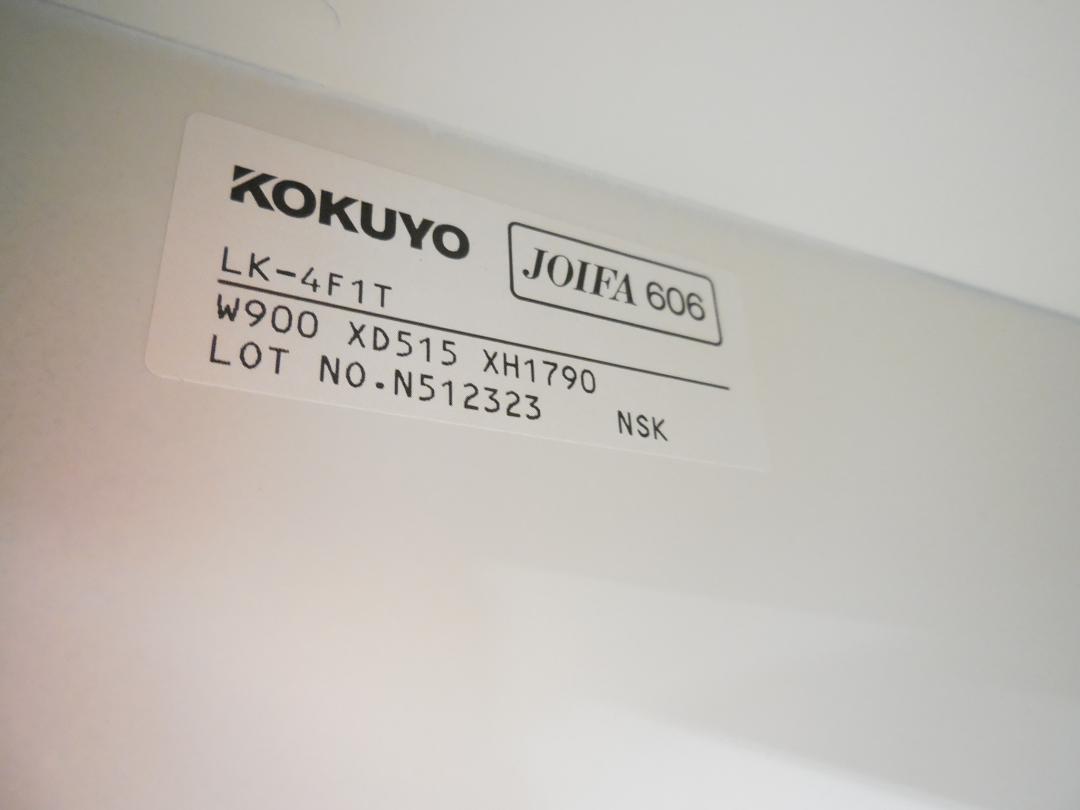 KOKUYO
JOIFA 606
LK-4F1T
W900 XD515 XH1790
LOT NO.N512323 NSK